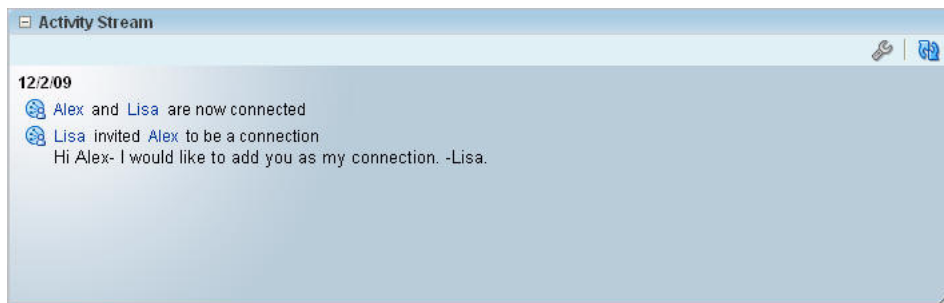 Activity Stream
12/2/09
Alex and Lisa are now connected
Lisa invited Alex to be a connection
Hi Alex- I would like to add you as my connection. -Lisa.